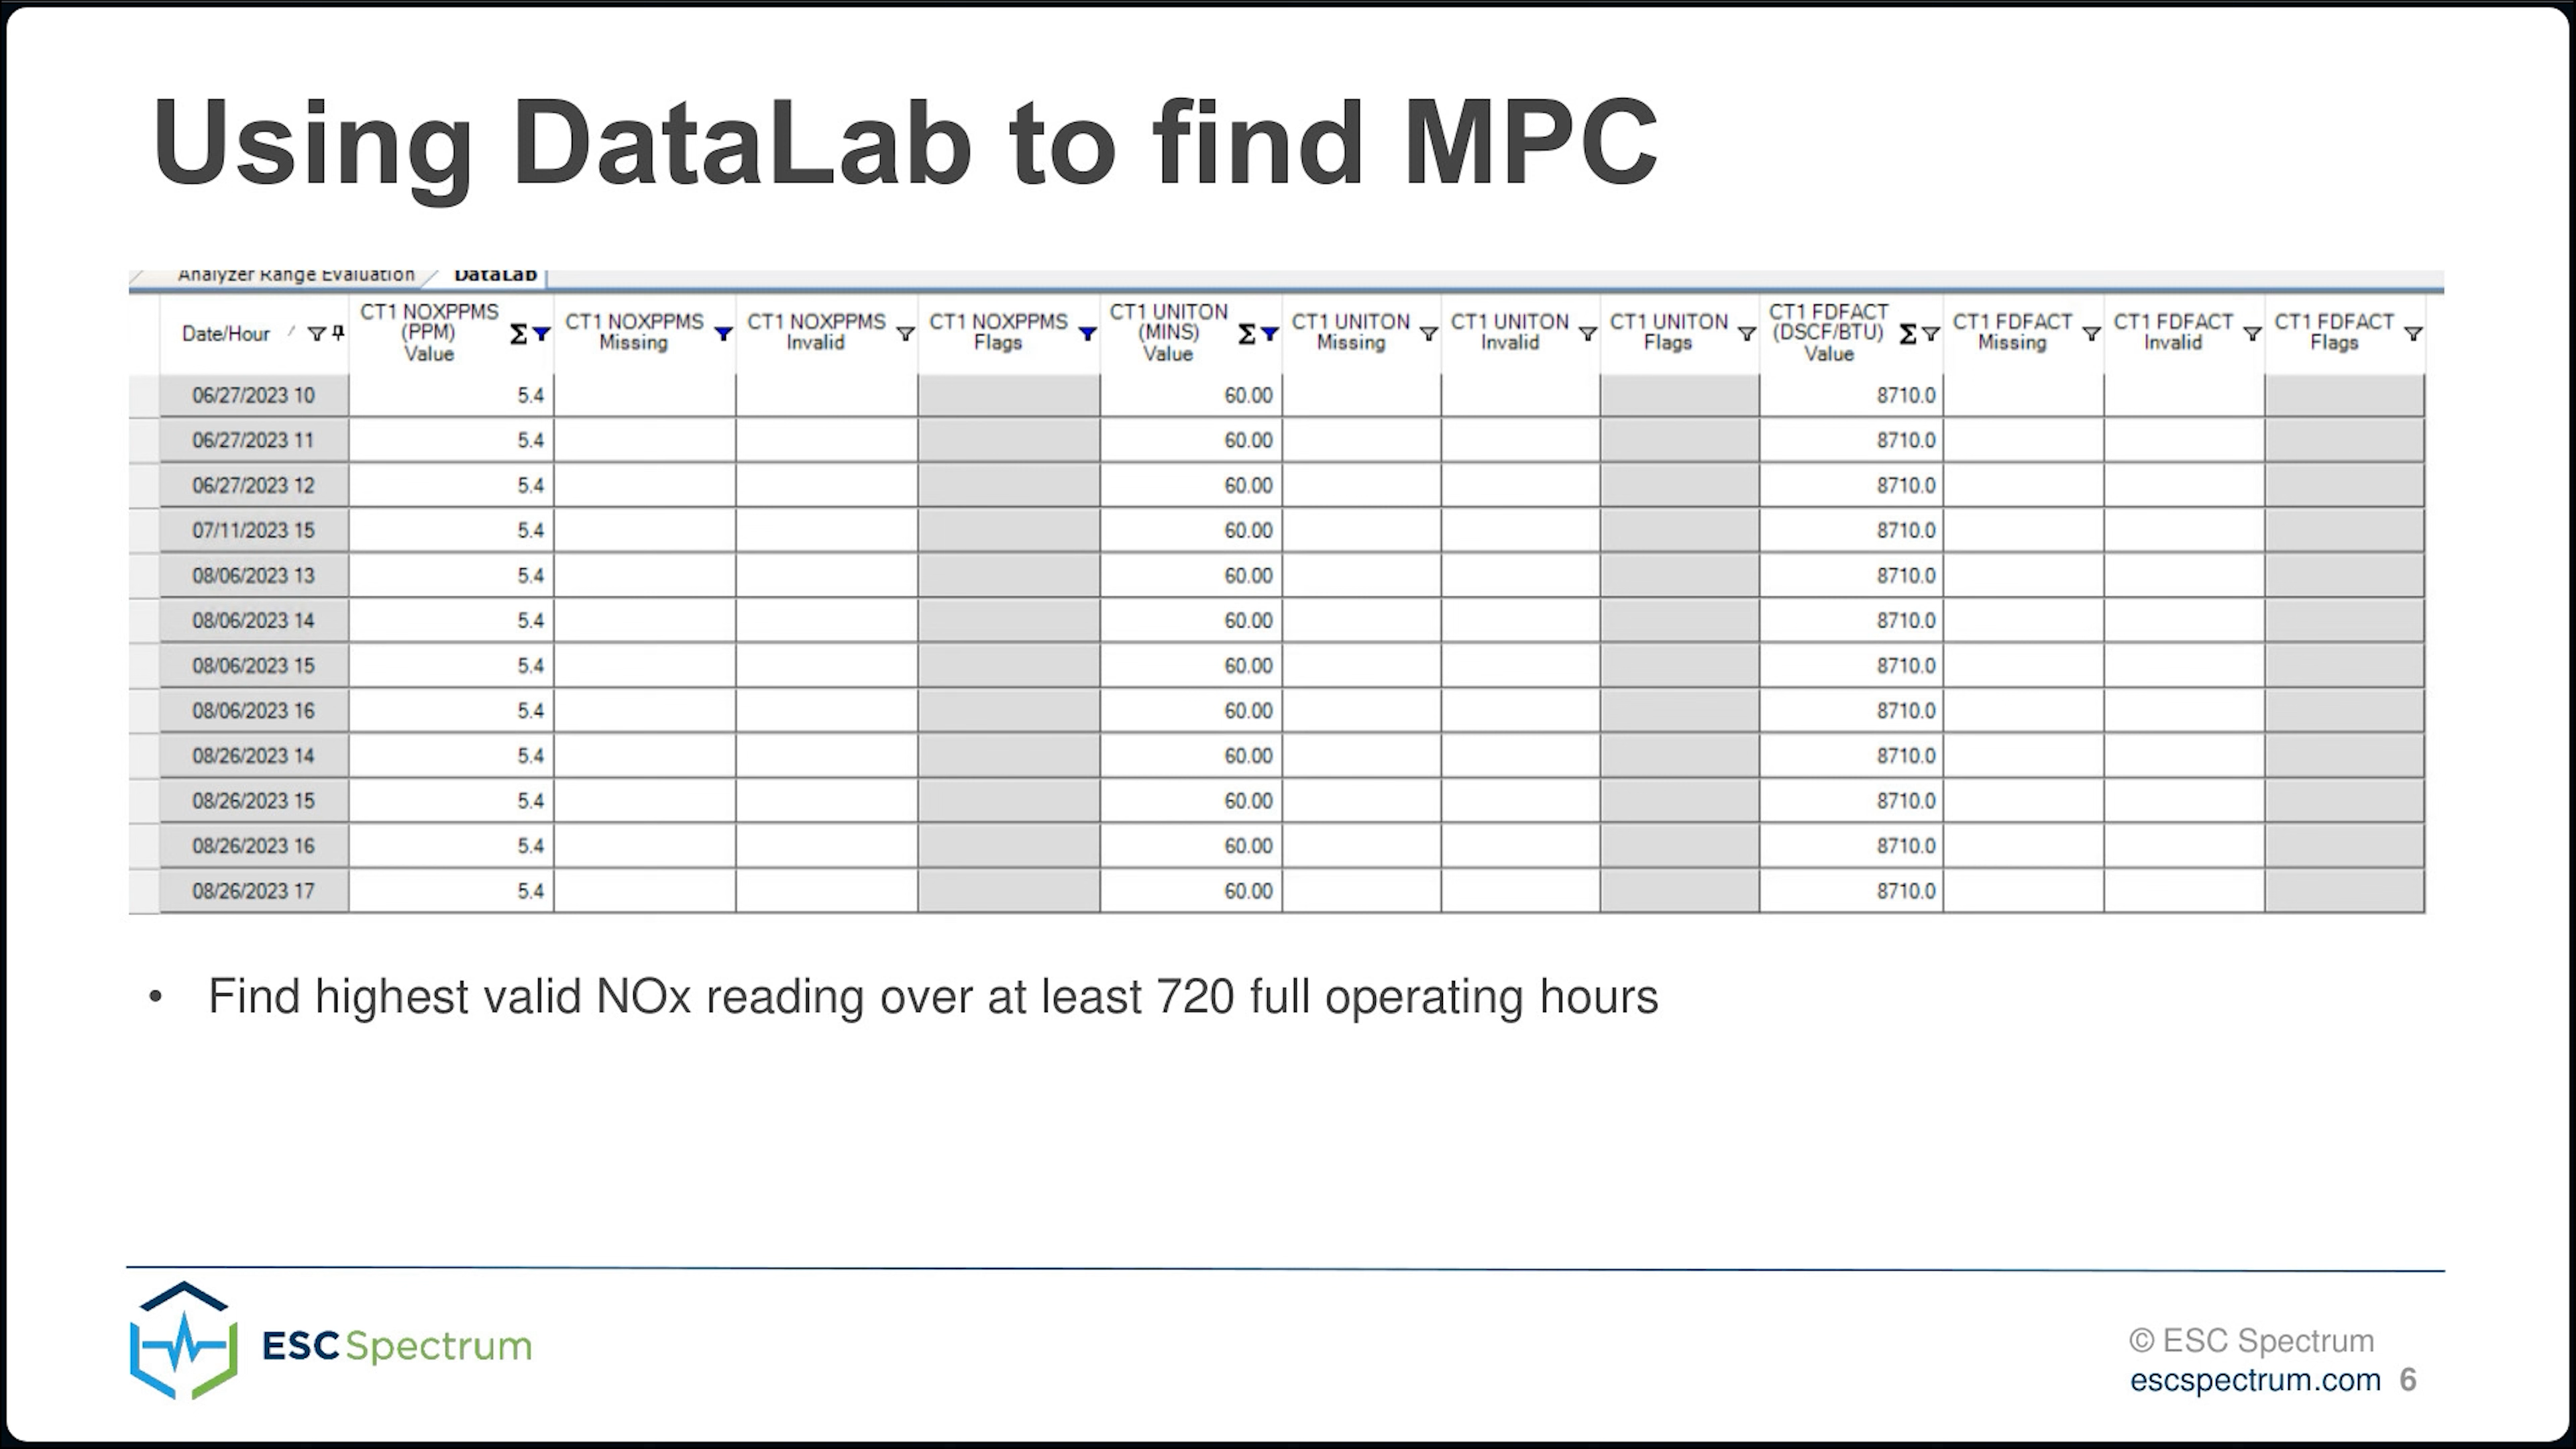 Using DataLab to find MPC
Analyzer Range Evaluation DataLab
Date/Hour CT1 NOXPPMS (PPM) Value Σ CT1 NOXPPMS Missing CT1 NOXPPMS Invalid CT1 NOXPPMS Flags CT1 UNITON (MINS) Value Σ CT1 UNITON Missing CT1 UNITON Invalid CT1 UNITON Flags CT1 FDFACT (DSCF/BTU) Value Σ CT1 FDFACT Missing CT1 FDFACT Invalid CT1 FDFACT Flags
06/27/2023 10 5.4 60.00 8710.0
06/27/2023 11 5.4 60.00 8710.0
06/27/2023 12 5.4 60.00 8710.0
07/11/2023 15 5.4 60.00 8710.0
08/06/2023 13 5.4 60.00 8710.0
08/06/2023 14 5.4 60.00 8710.0
08/06/2023 15 5.4 60.00 8710.0
08/06/2023 16 5.4 60.00 8710.0
08/26/2023 14 5.4 60.00 8710.0
08/26/2023 15 5.4 60.00 8710.0
08/26/2023 16 5.4 60.00 8710.0
08/26/2023 17 5.4 60.00 8710.0
• Find highest valid NOx reading over at least 720 full operating hours
ESC Spectrum
© ESC Spectrum
escspectrum.com 6